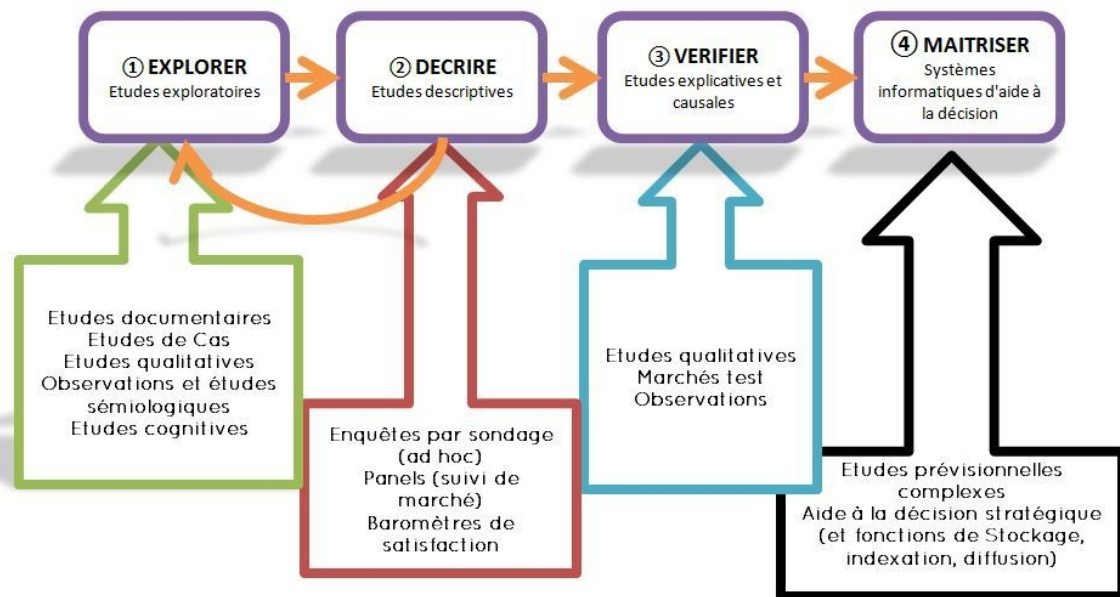 ① EXPLORER
Etudes exploratoires
② DECRIRE
Etudes descriptives
③ VERIFIER
Etudes explicatives et
causales
④ MAITRISER
Systèmes
informatiques d'aide à
la décision
Etudes documentaires
Etudes de Cas
Etudes qualitatives
Observations et études
sémiologiques
Etudes cognitives
Enquêtes par sondage
(ad hoc)
Panels (suivi de
marché)
Baromètres de
satisfaction
Etudes qualitatives
Marchés test
Observations
Etudes prévisionnelles
complexes
Aide à la décision stratégique
(et fonctions de Stockage,
indexation, diffusion)